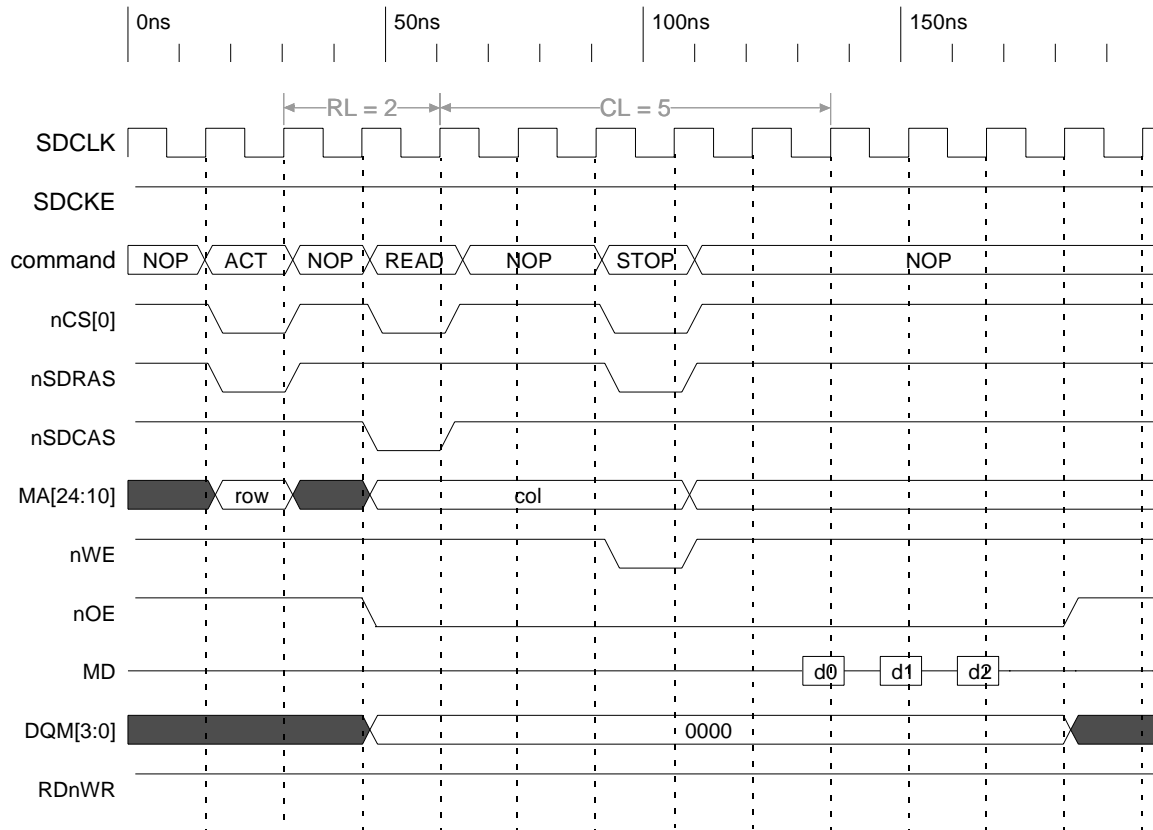 0ns 50ns 100ns 150ns
RL = 2 CL = 5
SDCLK
SDCKE
command NOP ACT NOP READ NOP STOP NOP
nCS[0]
nSDRAS
nSDCAS
MA[24:10] row col
nWE
nOE
MD d0 d1 d2
DQM[3:0] 0000
RDnWR